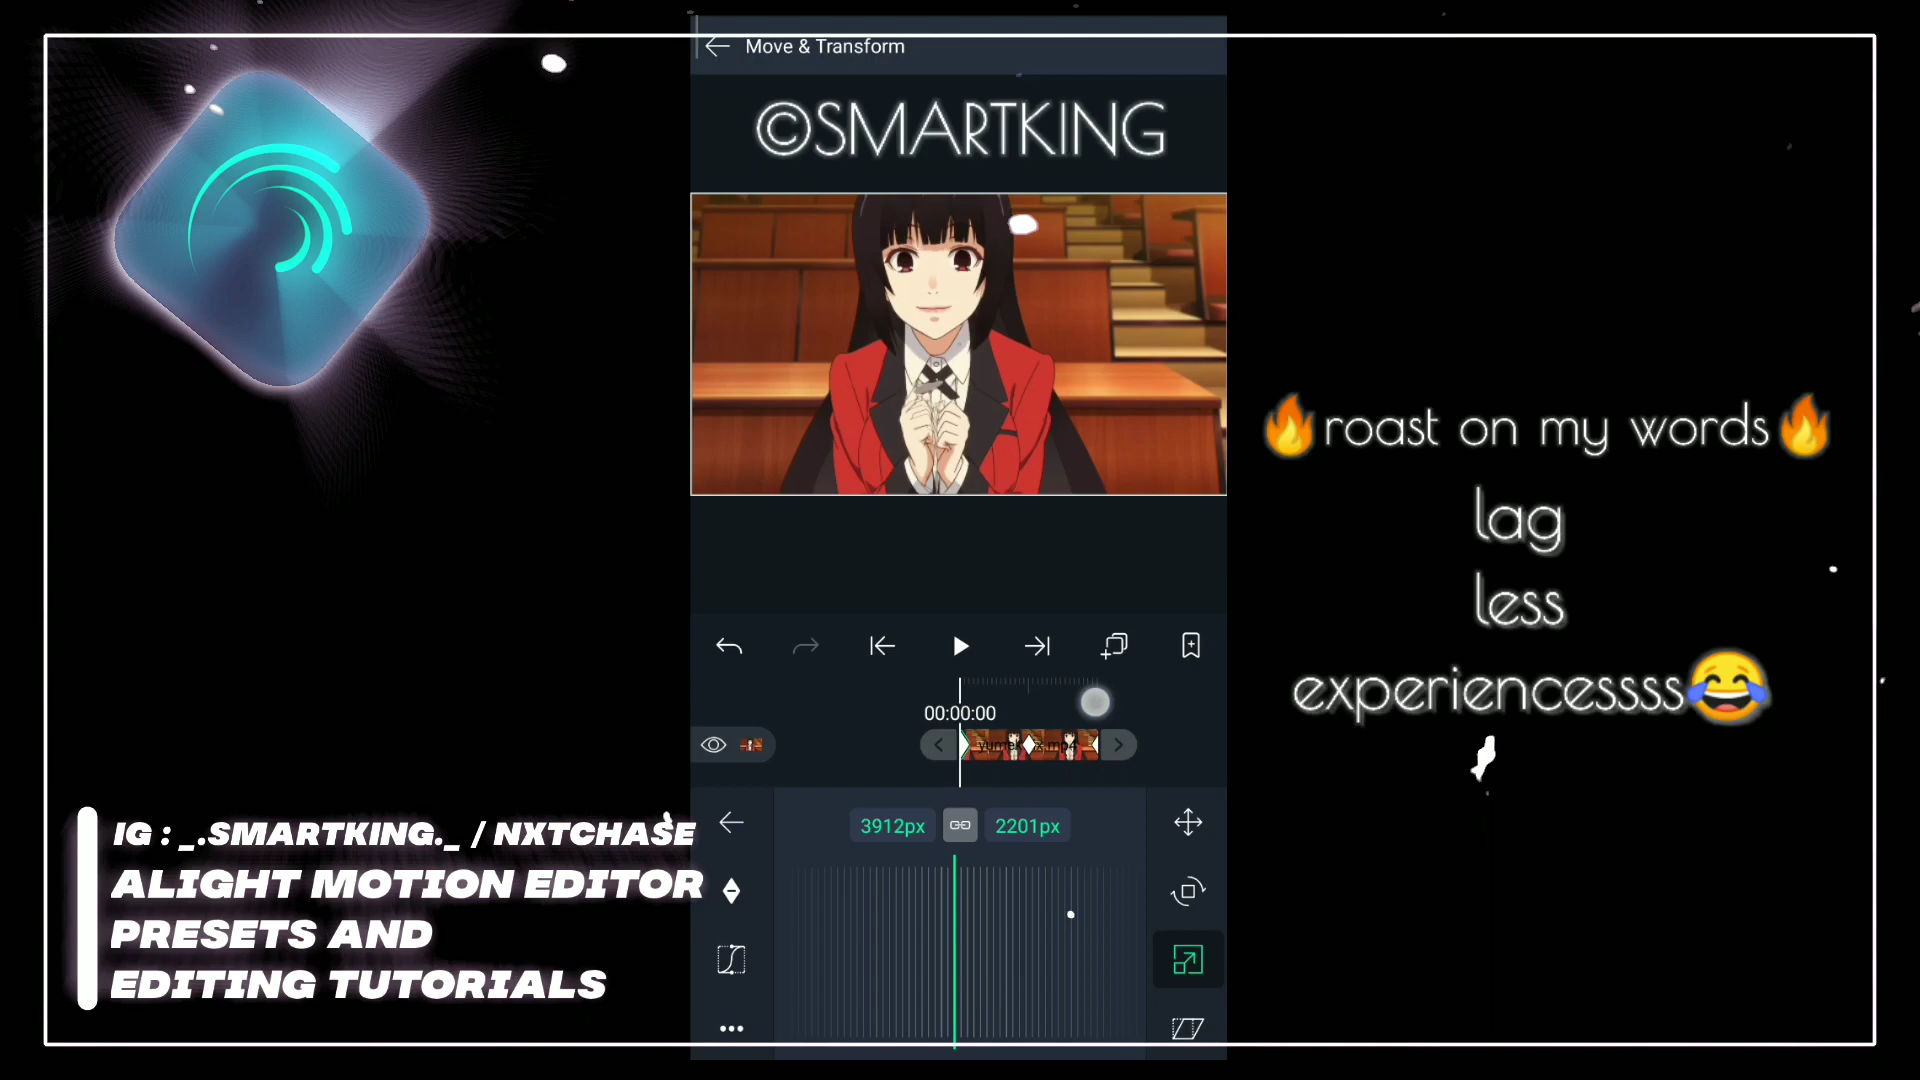 Move & Transform
©SMARTKING
🔥roast on my words🔥
lag
less
experiencessss😂
00:00:00
3912px
2201px
IG : _.SMARTKING._ / NXTCHASE
ALIGHT MOTION EDITOR
PRESETS AND
EDITING TUTORIALS